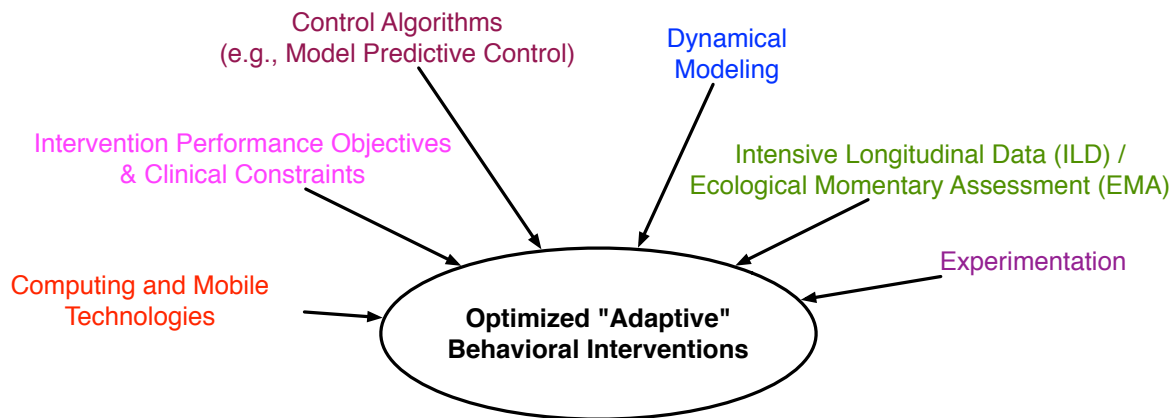 Control Algorithms
(e.g., Model Predictive Control)
Dynamical
Modeling
Intervention Performance Objectives
& Clinical Constraints
Intensive Longitudinal Data (ILD) /
Ecological Momentary Assessment (EMA)
Computing and Mobile
Technologies
Experimentation
Optimized "Adaptive"
Behavioral Interventions